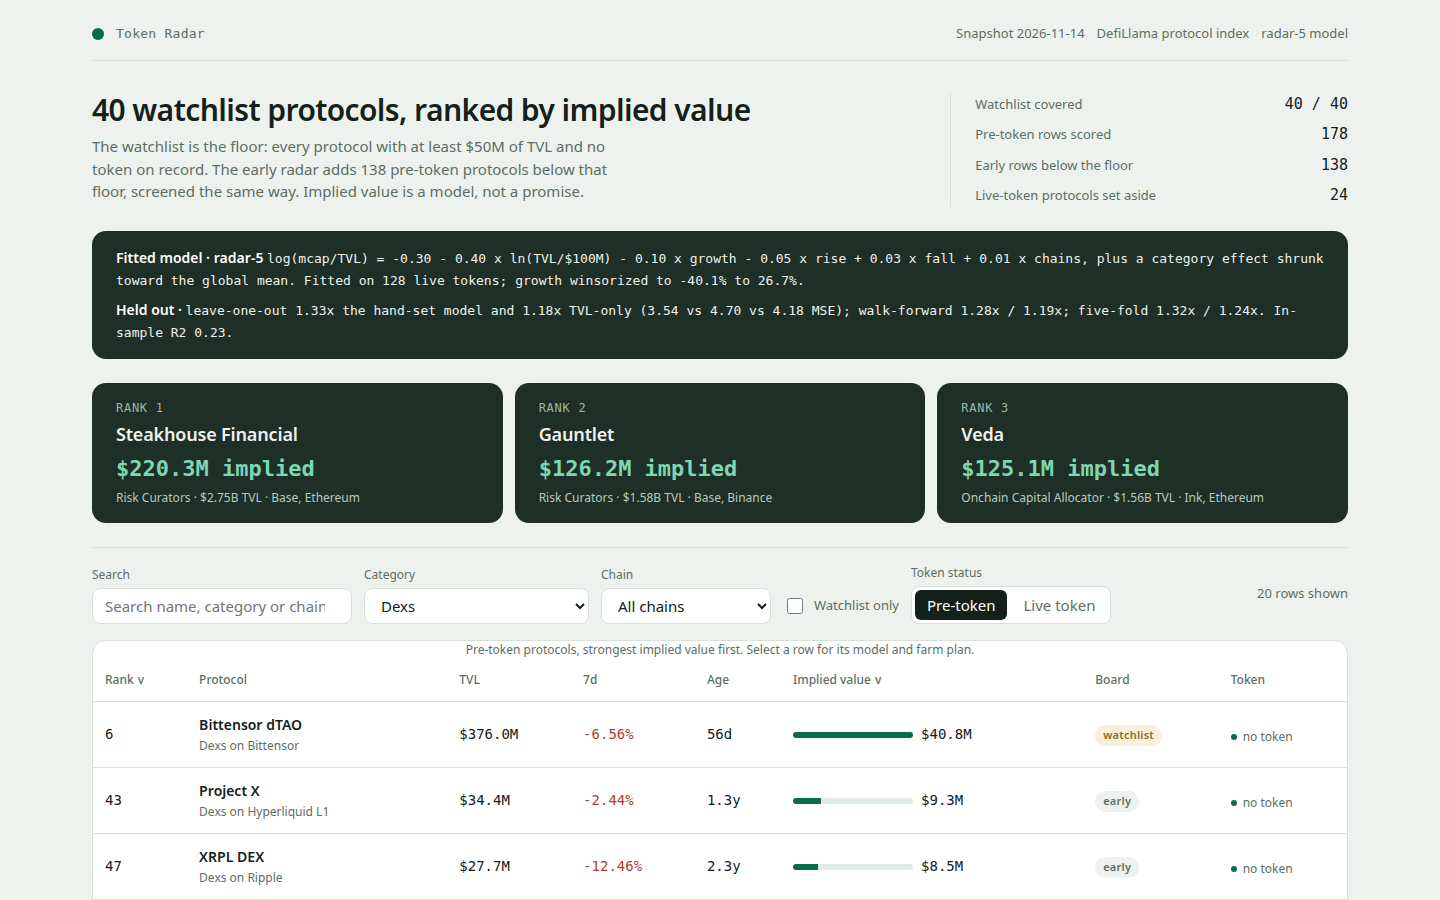 Token Radar
Snapshot 2026-11-14 DefiLlama protocol index radar-5 model
40 watchlist protocols, ranked by implied value
The watchlist is the floor: every protocol with at least $50M of TVL and no
token on record. The early radar adds 138 pre-token protocols below that
floor, screened the same way. Implied value is a model, not a promise.
Watchlist covered 40 / 40
Pre-token rows scored 178
Early rows below the floor 138
Live-token protocols set aside 24
Fitted model · radar-5 log(mcap/TVL) = -0.30 - 0.40 x ln(TVL/$100M) - 0.10 x growth - 0.05 x rise + 0.03 x fall + 0.01 x chains, plus a category effect shrunk
toward the global mean. Fitted on 128 live tokens; growth winsorized to -40.1% to 26.7%.
Held out · leave-one-out 1.33x the hand-set model and 1.18x TVL-only (3.54 vs 4.70 vs 4.18 MSE); walk-forward 1.28x / 1.19x; five-fold 1.32x / 1.24x. In-
sample R2 0.23.
RANK 1
Steakhouse Financial
$220.3M implied
Risk Curators · $2.75B TVL · Base, Ethereum
RANK 2
Gauntlet
$126.2M implied
Risk Curators · $1.58B TVL · Base, Binance
RANK 3
Veda
$125.1M implied
Onchain Capital Allocator · $1.56B TVL · Ink, Ethereum
Search
Search name, category or chain
Category
Dexs
Chain
All chains
Watchlist only
Token status
Pre-token Live token
20 rows shown
Pre-token protocols, strongest implied value first. Select a row for its model and farm plan.
Rank v Protocol TVL 7d Age Implied value v Board Token
6 Bittensor dTAO $376.0M -6.56% 56d $40.8M watchlist no token
Dexs on Bittensor
43 Project X $34.4M -2.44% 1.3y $9.3M early no token
Dexs on Hyperliquid L1
47 XRPL DEX $27.7M -12.46% 2.3y $8.5M early no token
Dexs on Ripple